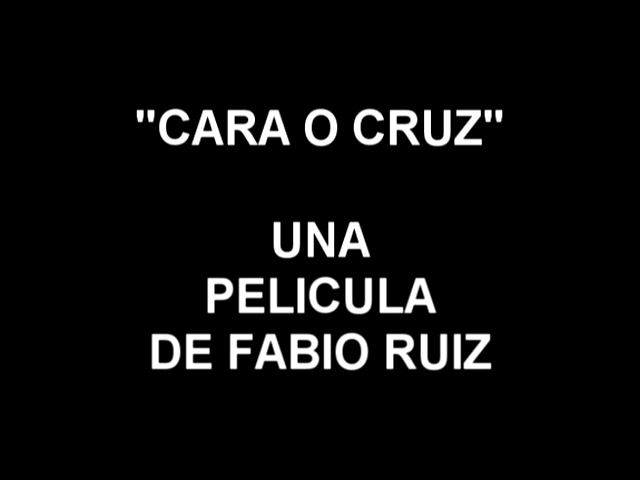 "CARA O CRUZ"
UNA
PELICULA
DE FABIO RUIZ